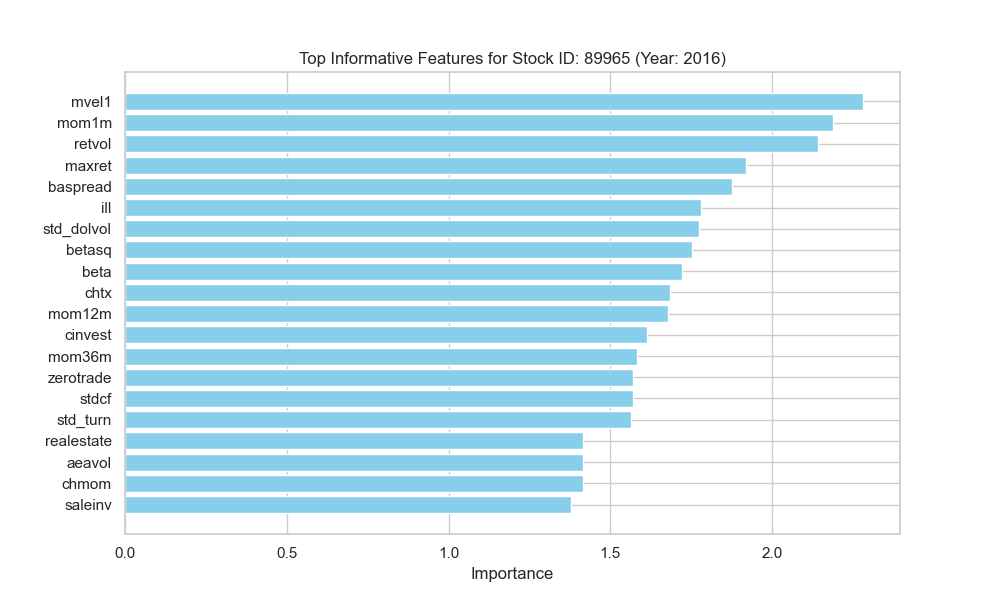 Top Informative Features for Stock ID: 89965 (Year: 2016)
mvel1
mom1m
retvol
maxret
baspread
ill
std_dolvol
betasq
beta
chtx
mom12m
cinvest
mom36m
zerotrade
stdcf
std_turn
realestate
aeavol
chmom
saleinv
0.0 0.5 1.0 1.5 2.0
Importance